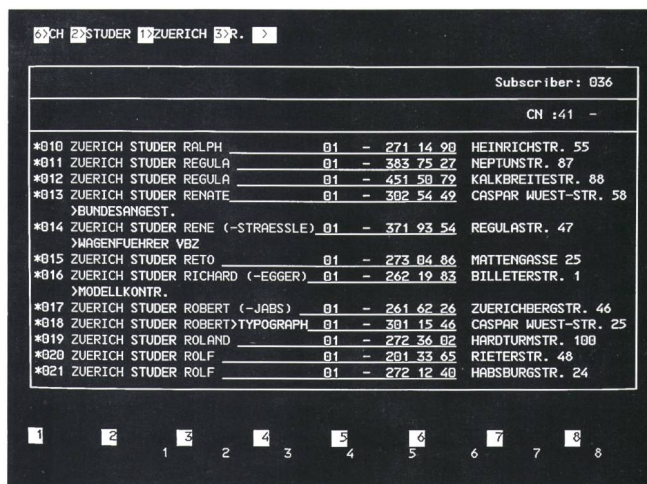 6>CH 2>STUDER 1>ZUERICH 3>R. >
Subscriber: 036
CN :41 -
*010 ZUERICH STUDER RALPH 01 - 271 14 90 HEINRICHSTR. 55
*011 ZUERICH STUDER REGULA 01 - 383 75 27 NEPTUNSTR. 87
*012 ZUERICH STUDER REGULA 01 - 451 50 79 KALKBREITESTR. 88
*013 ZUERICH STUDER RENATE 01 - 302 54 49 CASPAR WUEST-STR. 58
>BUNDESANGEST.
*014 ZUERICH STUDER RENE (-STRAESSLE) 01 - 371 93 54 REGULASTR. 47
>WAGENFUEHRER VBZ
*015 ZUERICH STUDER RETO 01 - 273 04 86 MATTENGASSE 25
*016 ZUERICH STUDER RICHARD (-EGGER) 01 - 262 19 83 BILLETERSTR. 1
>MODELLKONTR.
*017 ZUERICH STUDER ROBERT (-JABS) 01 - 261 62 26 ZUERICHBERGSTR. 46
*018 ZUERICH STUDER ROBERT>TYPOGRAPH 01 - 301 15 46 CASPAR WUEST-STR. 25
*019 ZUERICH STUDER ROLAND 01 - 272 36 02 HARDTURMSTR. 100
*020 ZUERICH STUDER ROLF 01 - 201 33 65 RIETERSTR. 48
*021 ZUERICH STUDER ROLF 01 - 272 12 40 HABSBURGSTR. 24
1 2 3 4 5 6 7 8
1 2 3 4 5 6 7 8